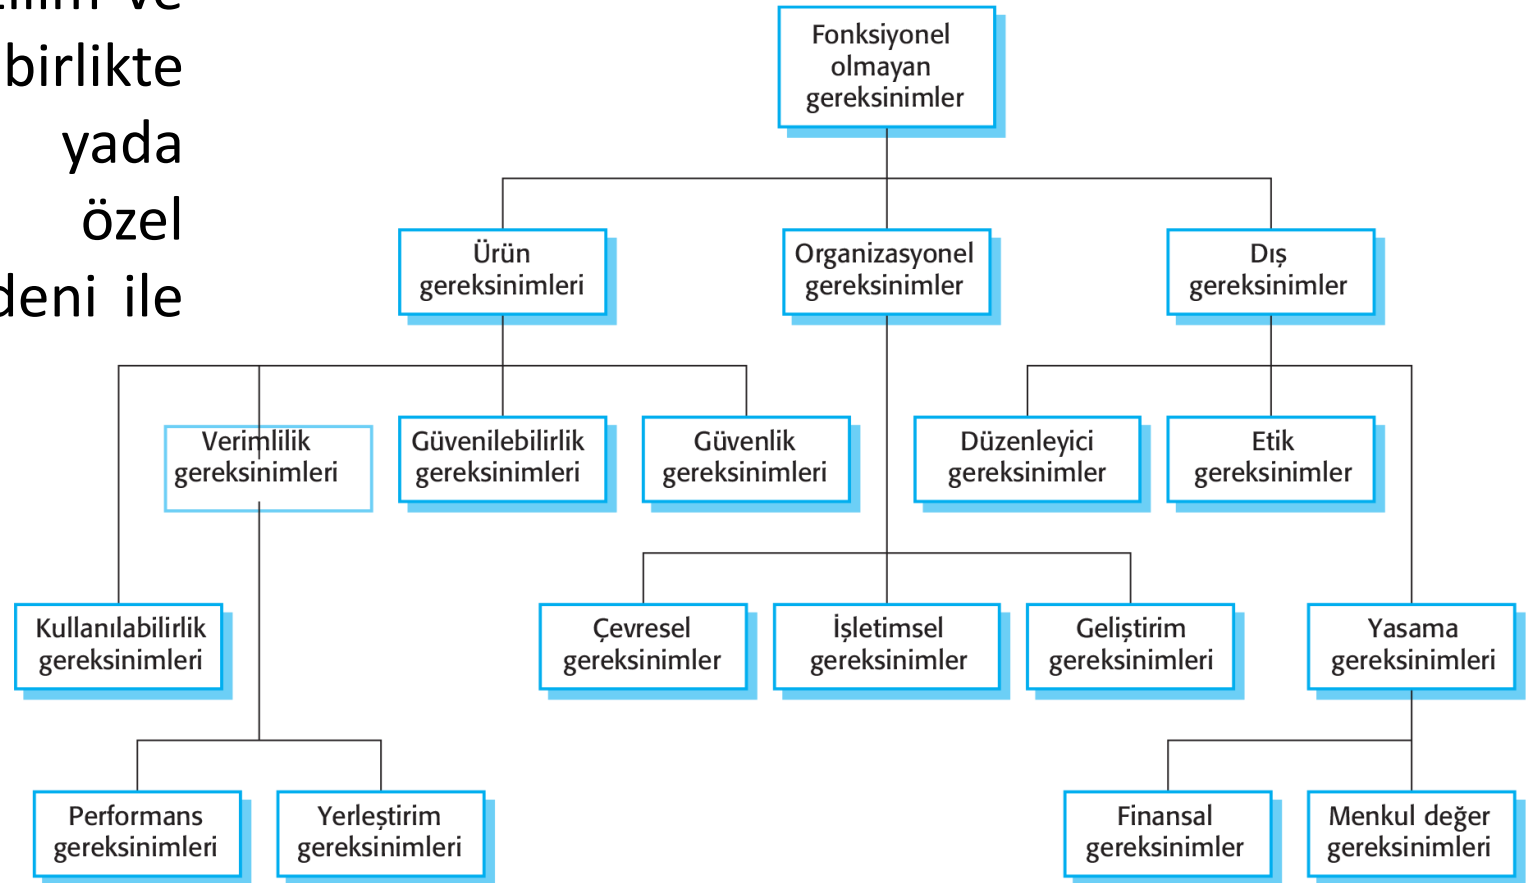 birlikte
yada
özel
ile
Fonksiyonel
olmayan
gereksinimler
Ürün
gereksinimleri
Organizasyonel
gereksinimler
Dış
gereksinimler
Verimlilik
gereksinimleri
Güvenilebilirlik
gereksinimleri
Güvenlik
gereksinimleri
Düzenleyici
gereksinimler
Etik
gereksinimler
Kullanılabilirlik
gereksinimleri
Çevresel
gereksinimler
İşletimsel
gereksinimler
Geliştirim
gereksinimleri
Yasama
gereksinimleri
Performans
gereksinimleri
Yerleştirim
gereksinimleri
Finansal
gereksinimler
Menkul değer
gereksinimleri